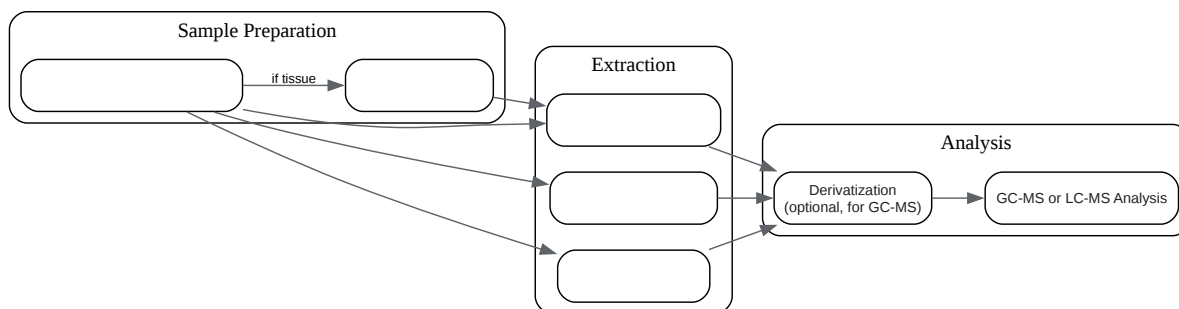 Sample Preparation
if tissue
Extraction
Analysis
Derivatization
(optional, for GC-MS)
GC-MS or LC-MS Analysis